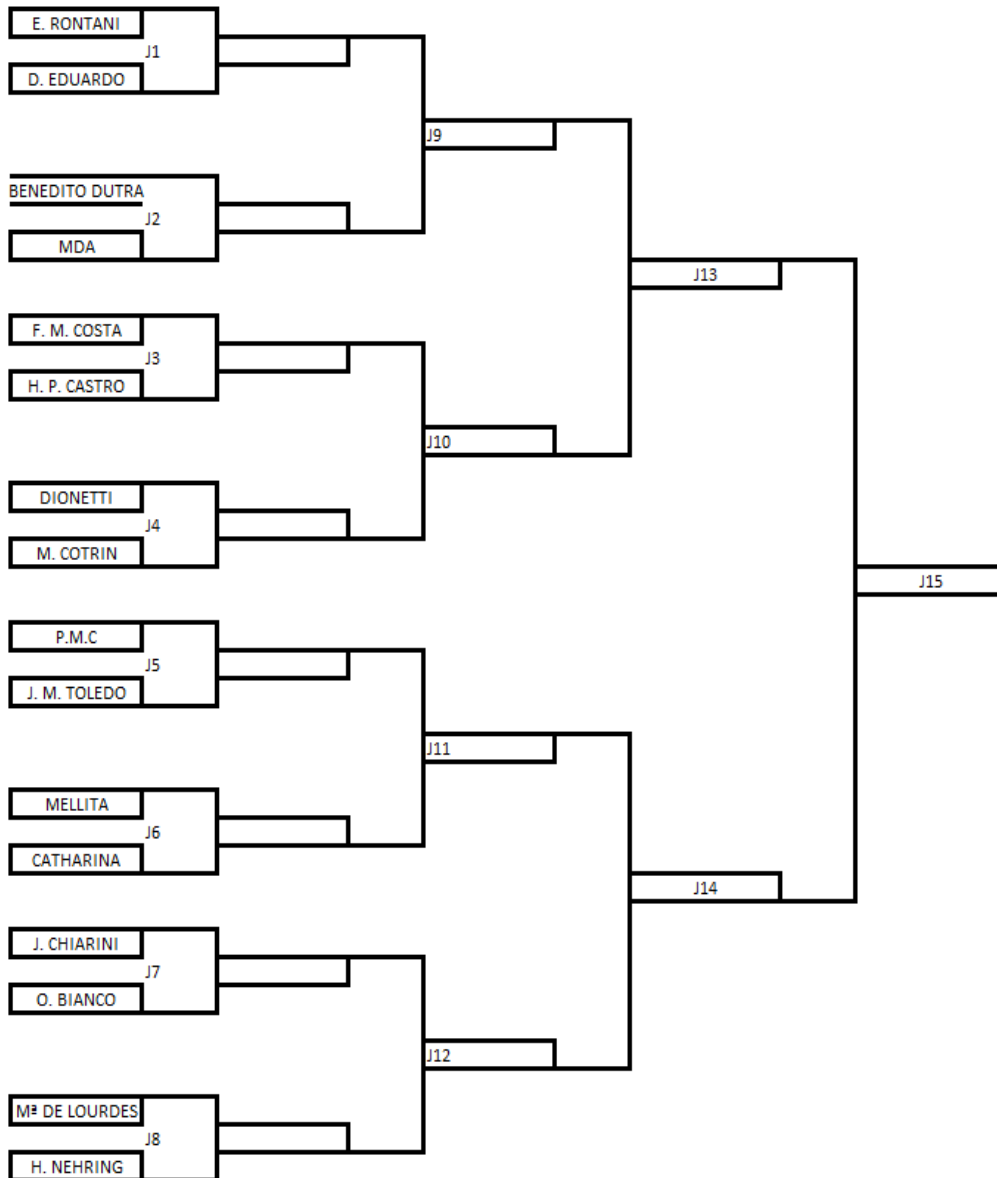 E. RONTANI
J1
D. EDUARDO
J9
BENEDITO DUTRA
J2
MDA
J13
F. M. COSTA
J3
H. P. CASTRO
J10
DIONETTI
J4
M. COTRIN
J15
P.M.C
J5
J. M. TOLEDO
J11
MELLITA
J6
CATHARINA
J14
J. CHIARINI
J7
O. BIANCO
J12
Mª DE LOURDES
J8
H. NEHRING